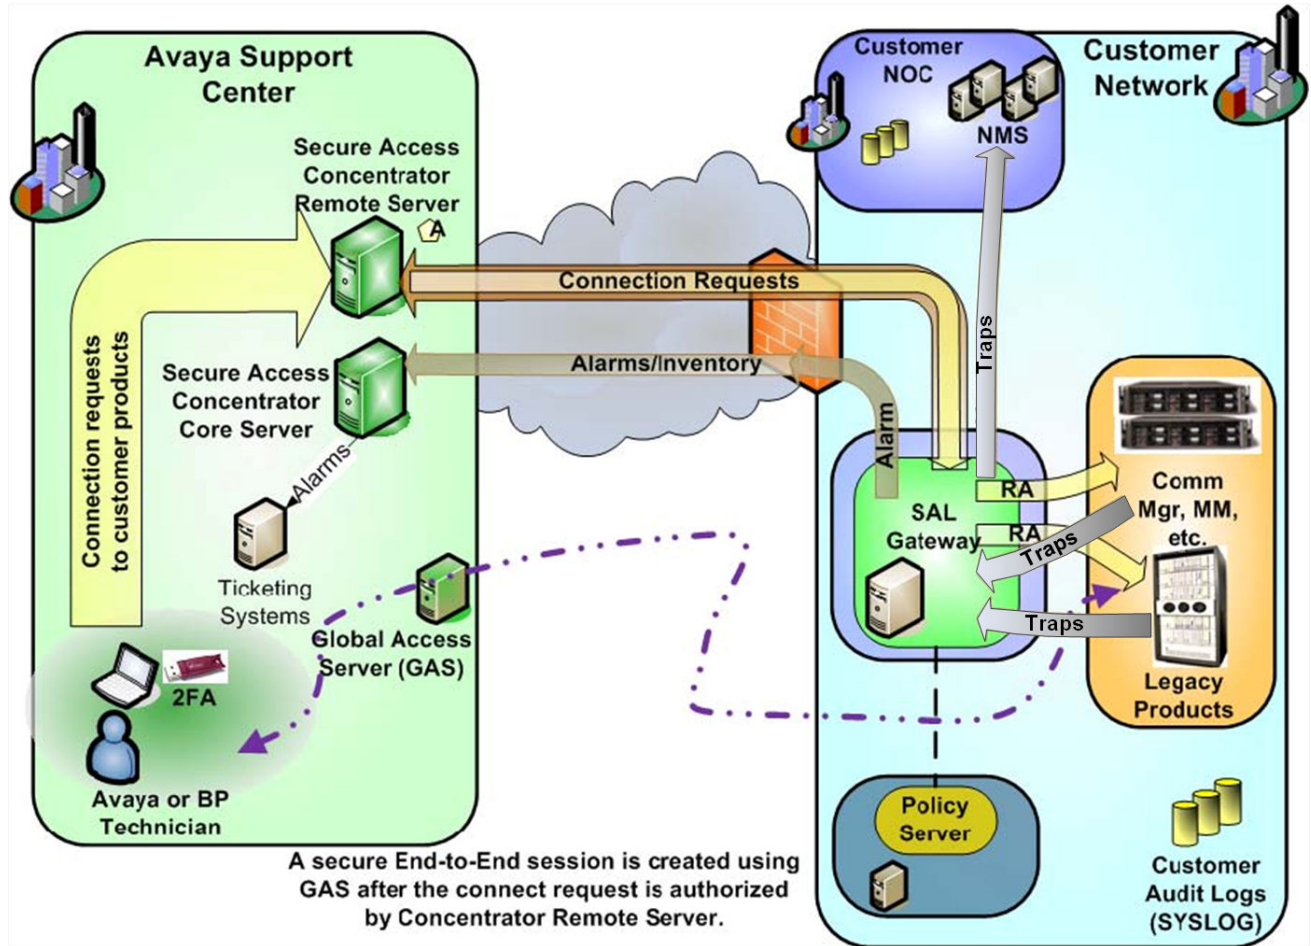 Avaya Support
Center
Secure Access
Concentrator
Remote Server
A
Connection requests
to customer products
Secure Access
Concentrator
Core Server
Alarms
Ticketing
Systems
Global Access
Server (GAS)
2FA
Avaya or BP
Technician
Connection Requests
Alarms/Inventory
A secure End-to-End session is created using
GAS after the connect request is authorized
by Concentrator Remote Server.
Customer
NOC
NMS
Customer
Network
Traps
Alarm
SAL
Gateway
RA
RA
Traps
Traps
Comm
Mgr, MM,
etc.
Legacy
Products
Policy
Server
Customer
Audit Logs
(SYSLOG)